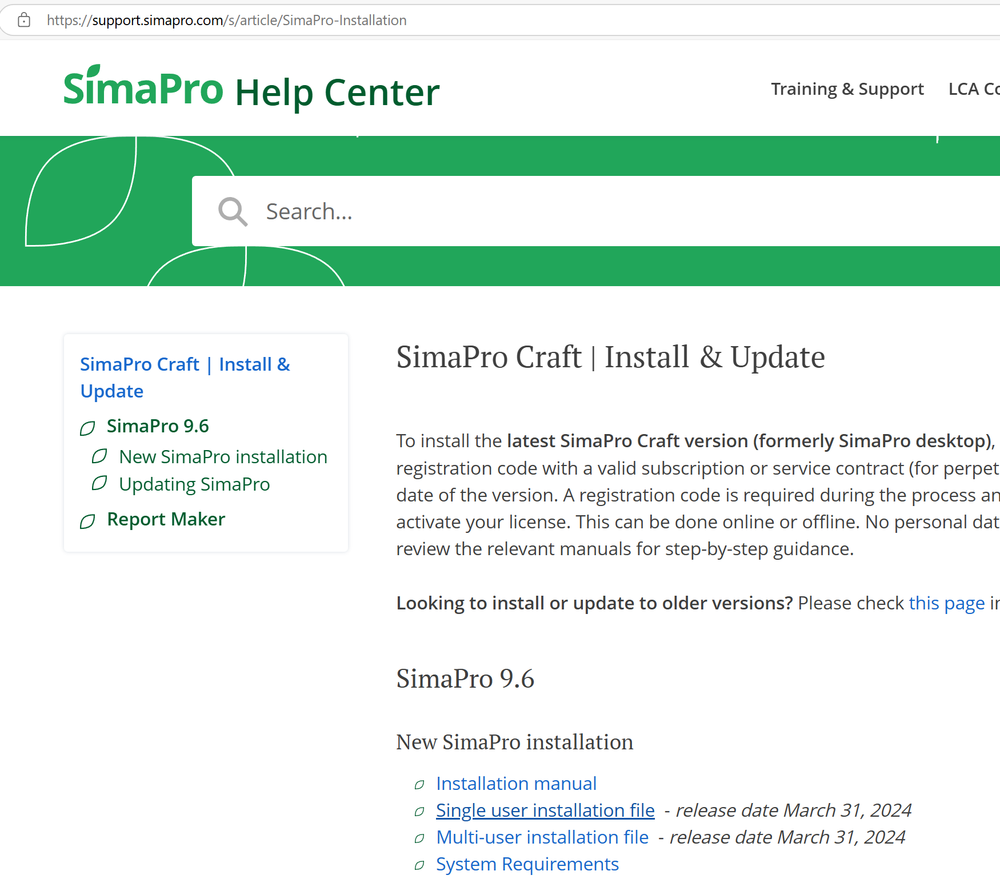 https://support.simapro.com/s/article/SimaPro-Installation
SimaPro Help Center
Training & Support
LCA
Search...
SimaPro Craft | Install &
Update
SimaPro 9.6
New SimaPro installation
Updating SimaPro
Report Maker
SimaPro Craft | Install & Update
To install the latest SimaPro Craft version (formerly SimaPro desktop),
registration code with a valid subscription or service contract (for
date of the version. A registration code is required during the process
activate your license. This can be done online or offline. No personal
review the relevant manuals for step-by-step guidance.
Looking to install or update to older versions? Please check this page
SimaPro 9.6
New SimaPro installation
Installation manual
Single user installation file - release date March 31, 2024
Multi-user installation file - release date March 31, 2024
System Requirements